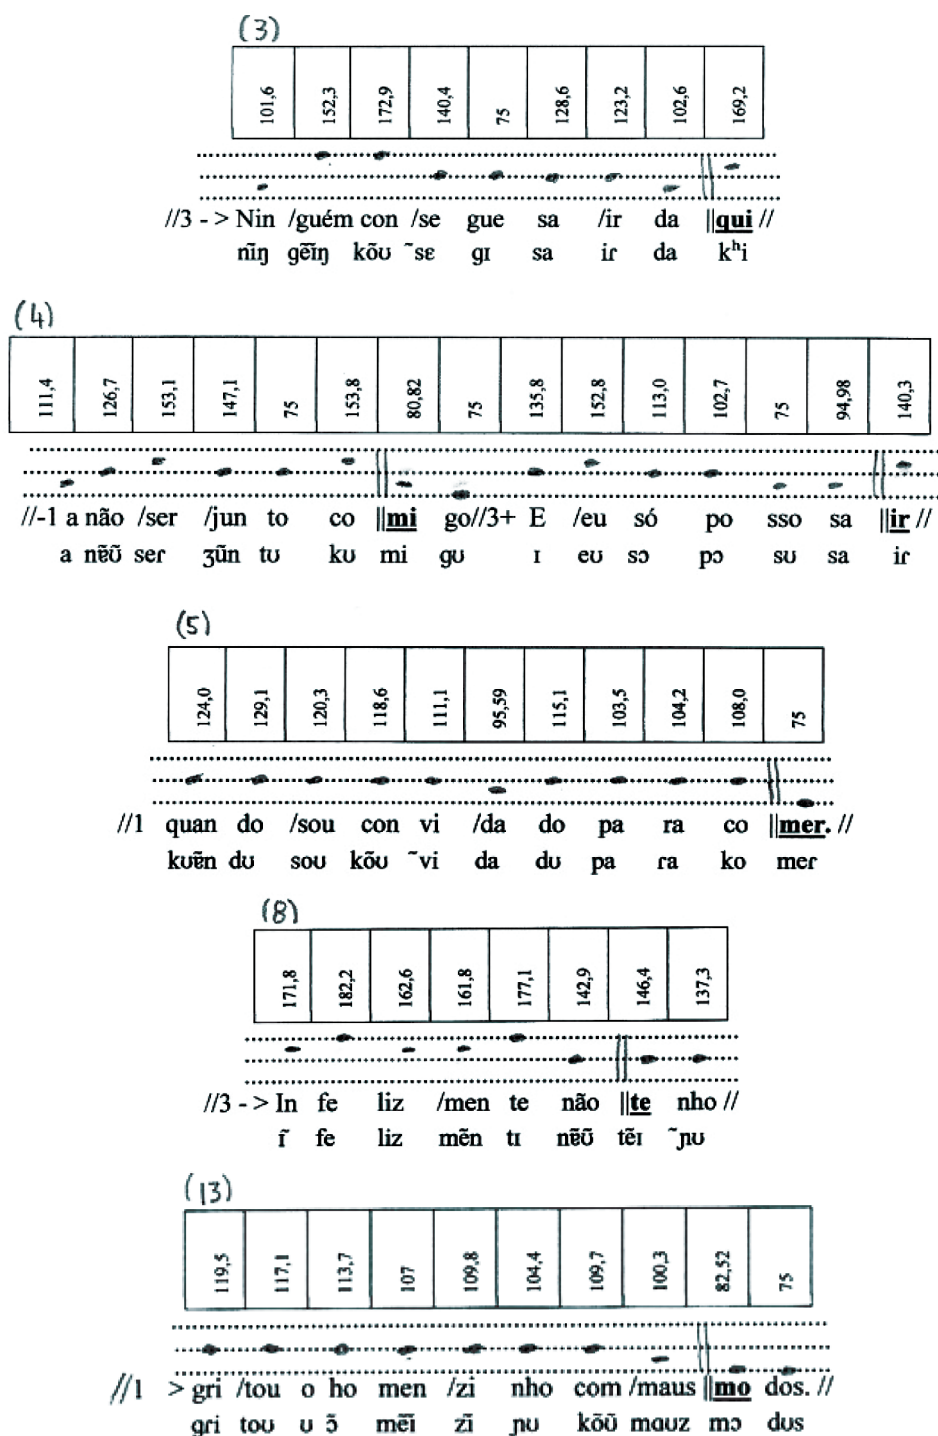 (3)
101,6 152,3 172,9 140,4 75 128,6 123,2 102,6 169,2
//3 - > Nin /guém con /se gue sa /ir da ||qui //
nĩŋ gẽĩŋ kõʊ ˜sɛ gɪ sa iɾ da kʰi
(4)
111,4 126,7 153,1 147,1 75 153,8 80,82 75 135,8 152,8 113,0 102,7 75 94,98 140,3
//-1 a não /ser /jun to co ||mi go//3+ E /eu só po sso sa ||ir //
a nɐ̃ʊ̃ seɾ ʒũn tʊ kʊ mi gʊ ɪ eʊ sɔ pɔ sʊ sa iɾ
(5)
124,0 129,1 120,3 118,6 111,1 95,59 115,1 103,5 104,2 108,0 75
//1 quan do /sou con vi /da do pa ra co ||mer. //
kʊɐ̃n dʊ soʊ kõʊ ˜vi da dʊ pa ɾa ko meɾ
(8)
171,8 182,2 162,6 161,8 177,1 142,9 146,4 137,3
//3 - > In fe liz /men te não ||te nho //
ĩ fe liz mẽn tɪ nɐ̃ʊ̃ tẽɪ ˜ɲʊ
(13)
119,5 117,1 113,7 107 109,8 104,4 109,7 100,3 82,52 75
//1 > gri /tou o ho men /zi nho com /maus ||mo dos. //
gɾi toʊ ʊ ɔ̃ mẽĩ zĩ ɲʊ kõʊ̃ mɑʊz mɔ dʊs